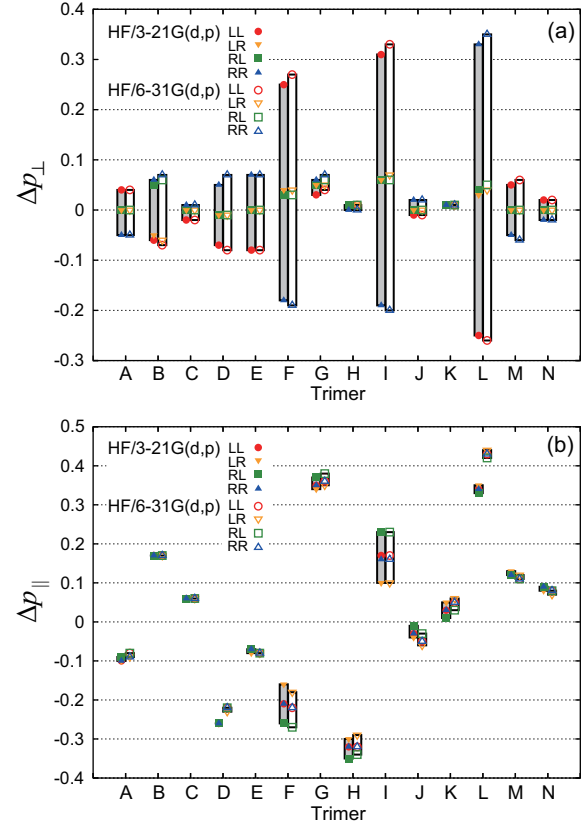 (a)
HF/3-21G(d,p) LL
LR
RL
RR
HF/6-31G(d,p) LL
LR
RL
RR
Δp⊥
0.4
0.3
0.2
0.1
0
-0.1
-0.2
-0.3
A B C D E F G H I J K L M N
Trimer
(b)
HF/3-21G(d,p) LL
LR
RL
RR
HF/6-31G(d,p) LL
LR
RL
RR
Δp||
0.5
0.4
0.3
0.2
0.1
0
-0.1
-0.2
-0.3
-0.4
A B C D E F G H I J K L M N
Trimer